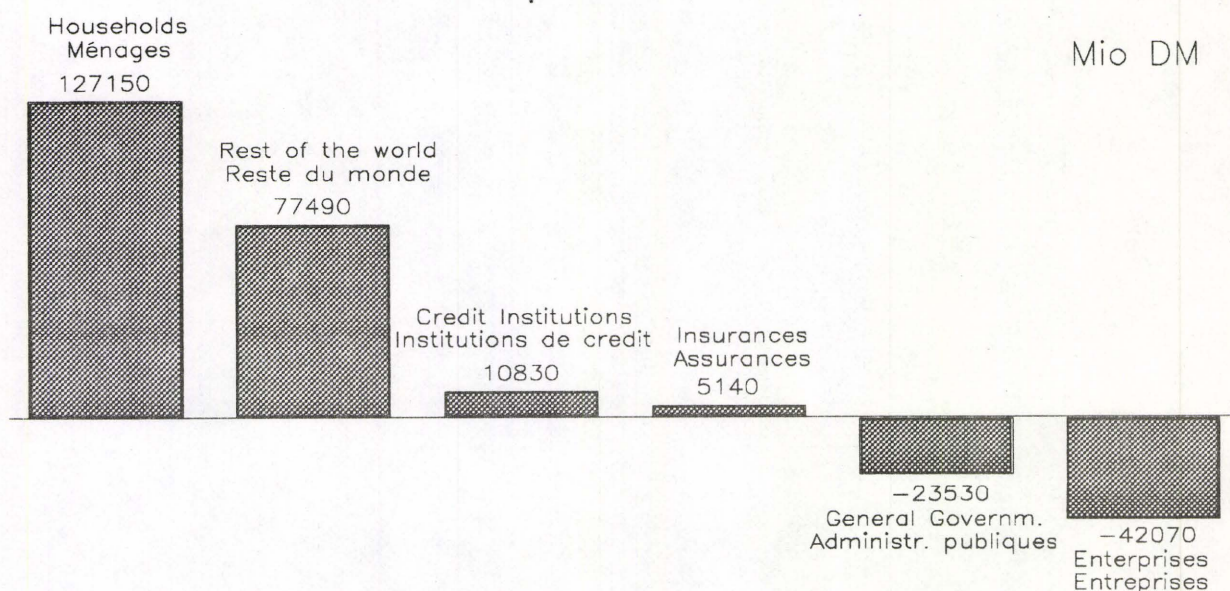 Households
Ménages
127150
Mio DM
Rest of the world
Reste du monde
77490
Credit Institutions
Institutions de credit
10830
Insurances
Assurances
5140
-23530
General Governm.
Administr. publiques
-42070
Enterprises
Entreprises